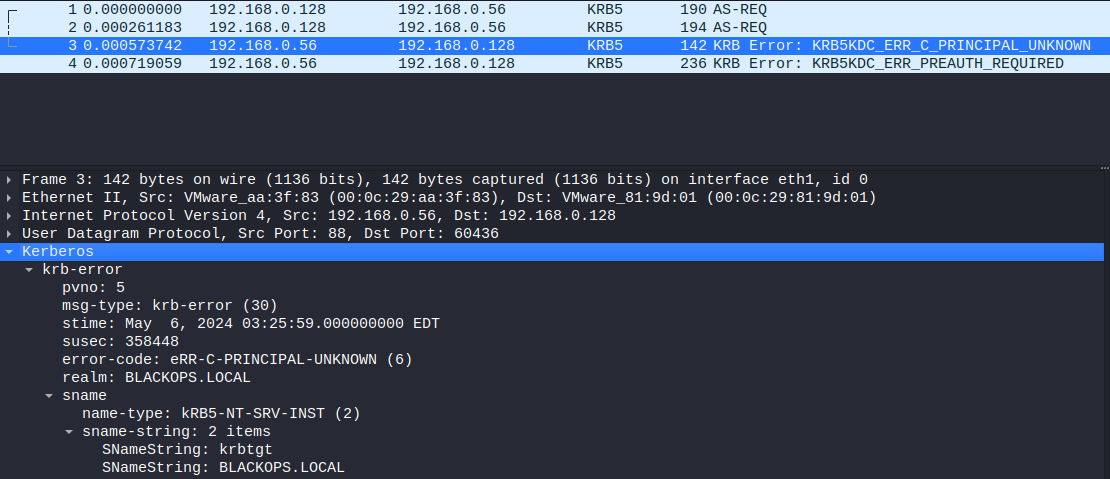 1 0.000000000 192.168.0.128 192.168.0.56 KRB5 190 AS-REQ
2 0.000261183 192.168.0.128 192.168.0.56 KRB5 194 AS-REQ
3 0.000573742 192.168.0.56 192.168.0.128 KRB5 142 KRB Error: KRB5KDC_ERR_C_PRINCIPAL_UNKNOWN
4 0.000719059 192.168.0.56 192.168.0.128 KRB5 236 KRB Error: KRB5KDC_ERR_PREAUTH_REQUIRED
Frame 3: 142 bytes on wire (1136 bits), 142 bytes captured (1136 bits) on interface eth1, id 0
Ethernet II, Src: VMware_aa:3f:83 (00:0c:29:aa:3f:83), Dst: VMware_81:9d:01 (00:0c:29:81:9d:01)
Internet Protocol Version 4, Src: 192.168.0.56, Dst: 192.168.0.128
User Datagram Protocol, Src Port: 88, Dst Port: 60436
Kerberos
krb-error
pvno: 5
msg-type: krb-error (30)
stime: May  6, 2024 03:25:59.000000000 EDT
susec: 358448
error-code: eRR-C-PRINCIPAL-UNKNOWN (6)
realm: BLACKOPS.LOCAL
sname
name-type: kRB5-NT-SRV-INST (2)
sname-string: 2 items
SNameString: krbtgt
SNameString: BLACKOPS.LOCAL